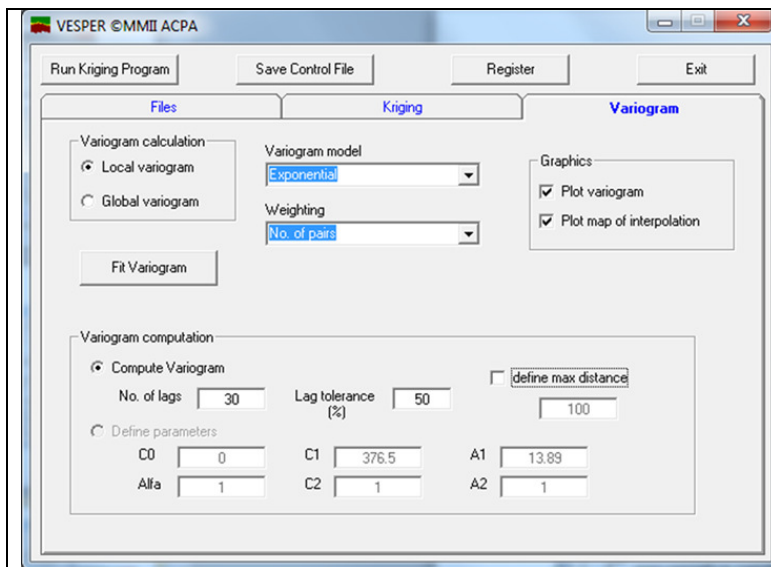 VESPER ©MMII ACPA
Run Kriging Program Save Control File Register Exit
Files Kriging Variogram
Variogram calculation
Local variogram
Global variogram
Variogram model
Exponential
Weighting
No. of pairs
Graphics
Plot variogram
Plot map of interpolation
Fit Variogram
Variogram computation
Compute Variogram
No. of lags 30 Lag tolerance (%) 50
define max distance
100
Define parameters
C0 0 C1 376.5 A1 13.89
Alfa 1 C2 1 A2 1